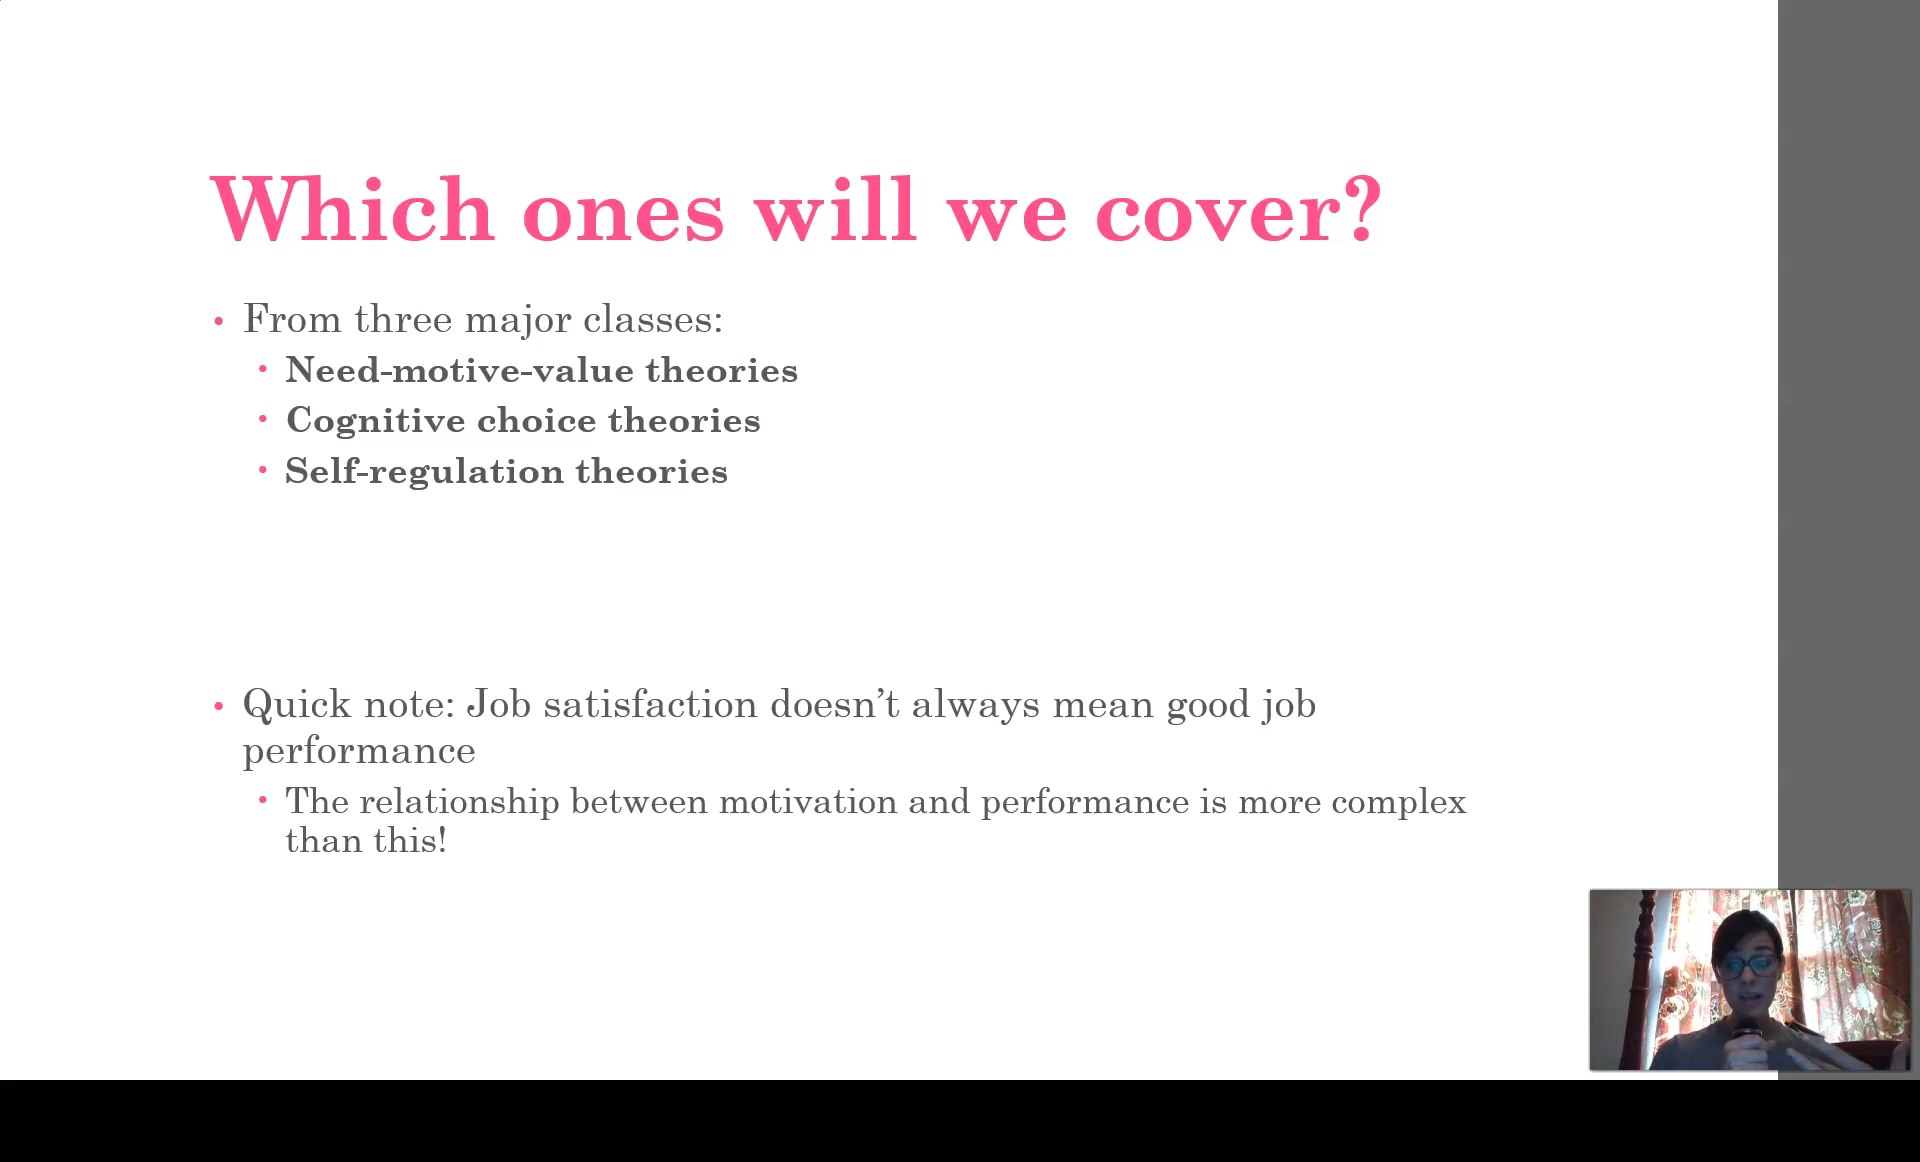 Which ones will we cover?
• From three major classes:
• Need-motive-value theories
• Cognitive choice theories
• Self-regulation theories
• Quick note: Job satisfaction doesn’t always mean good job
performance
• The relationship between motivation and performance is more complex
than this!